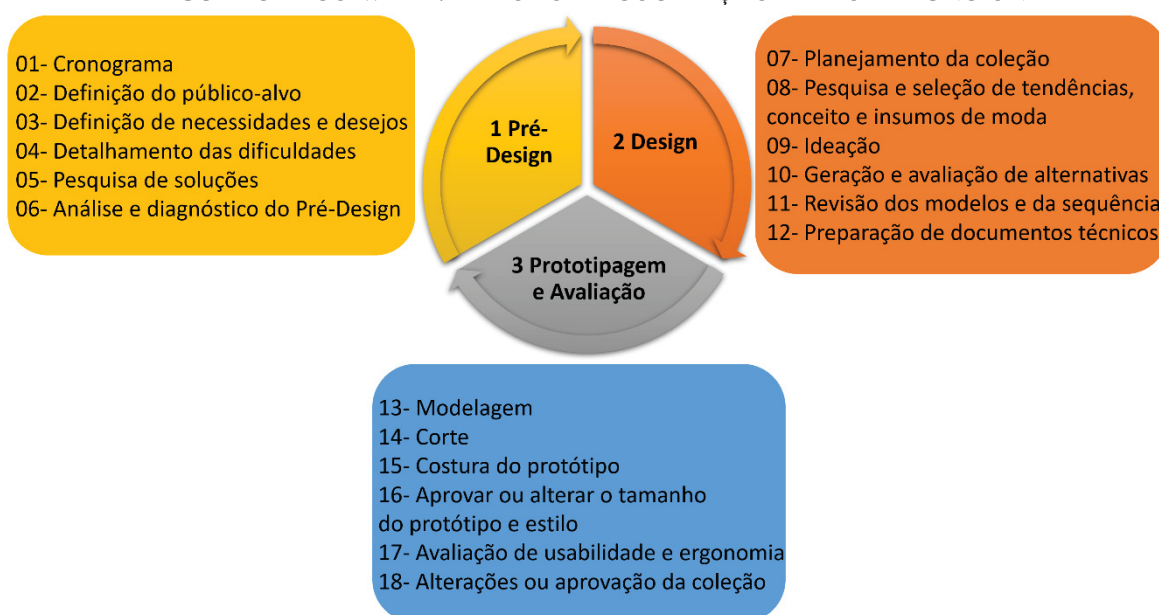 01- Cronograma
02- Definição do público-alvo
03- Definição de necessidades e desejos
04- Detalhamento das dificuldades
05- Pesquisa de soluções
06- Análise e diagnóstico do Pré-Design
1 Pré-
Design
2 Design
07- Planejamento da coleção
08- Pesquisa e seleção de tendências,
conceito e insumos de moda
09- Ideação
10- Geração e avaliação de alternativas
11- Revisão dos modelos e da sequência
12- Preparação de documentos técnicos
3 Prototipagem
e Avaliação
13- Modelagem
14- Corte
15- Costura do protótipo
16- Aprovar ou alterar o tamanho
do protótipo e estilo
17- Avaliação de usabilidade e ergonomia
18- Alterações ou aprovação da coleção